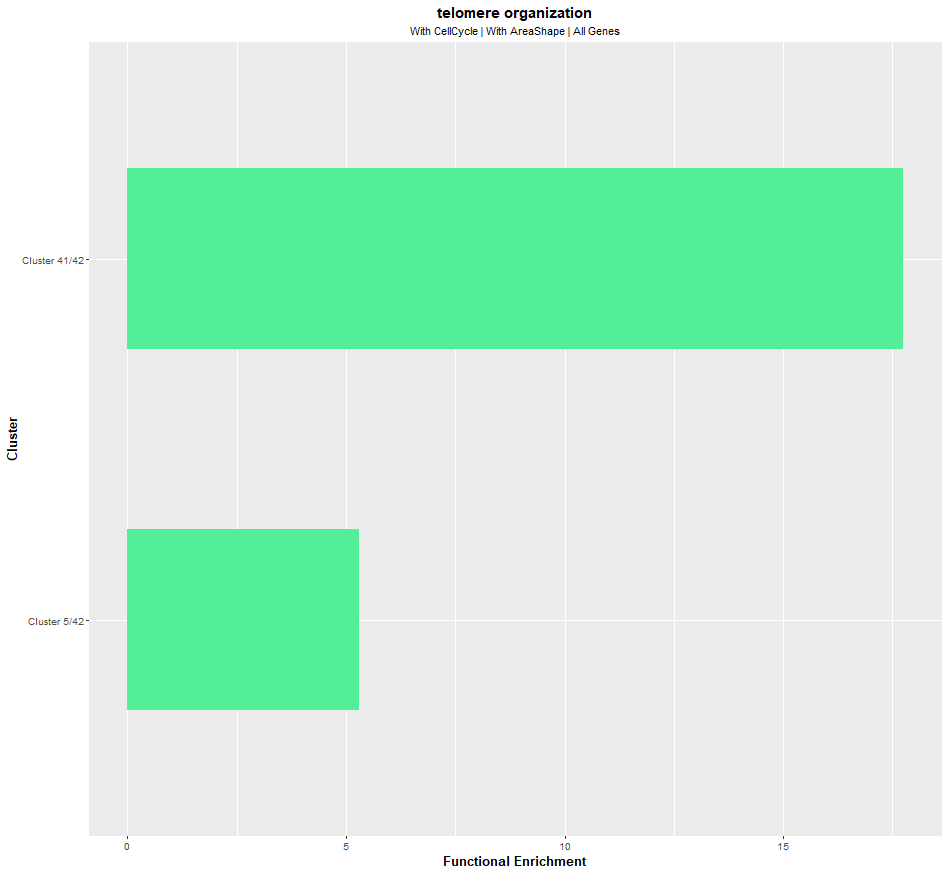 telomere organization
With CellCycle | With AreaShape | All Genes
Cluster
Cluster 41/42
Cluster 5/42
0 5 10 15
Functional Enrichment